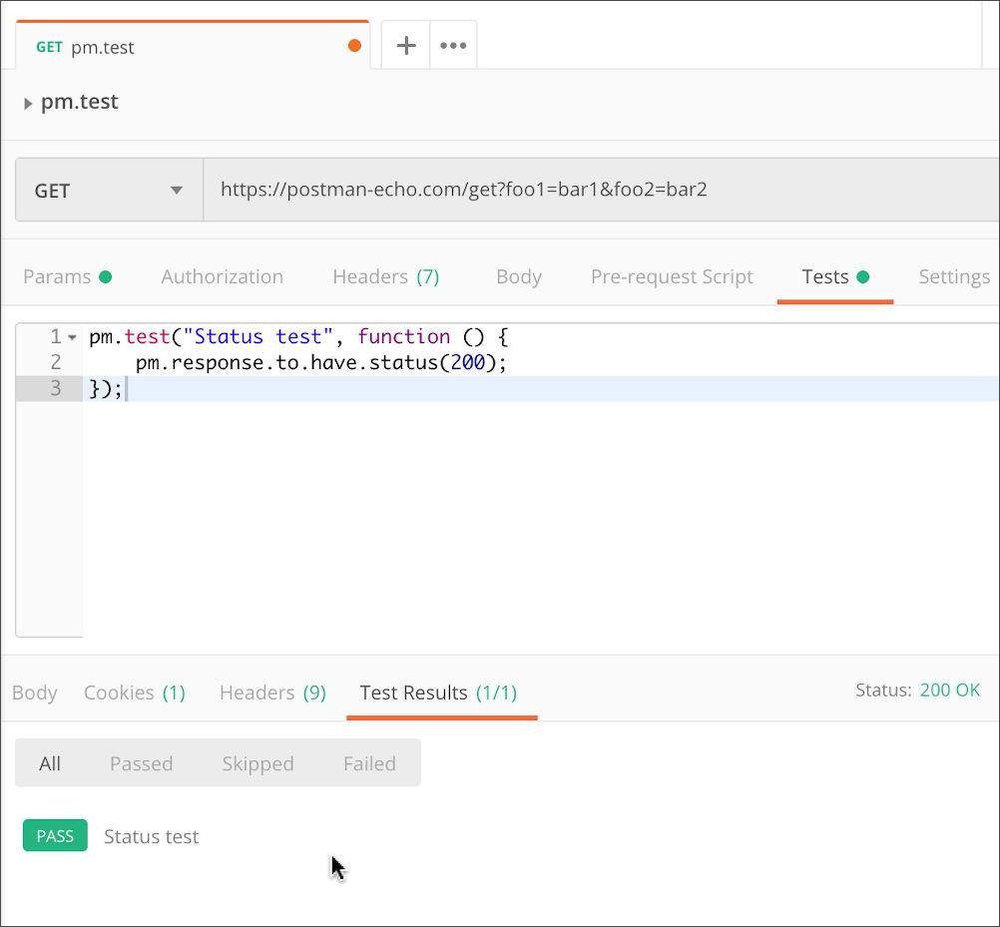 GET pm.test
pm.test
GET https://postman-echo.com/get?foo1=bar1&foo2=bar2
Params Authorization Headers (7) Body Pre-request Script Tests Settings
1 pm.test("Status test", function () {
2 pm.response.to.have.status(200);
3 });
Body Cookies (1) Headers (9) Test Results (1/1) Status: 200 OK
All Passed Skipped Failed
PASS Status test